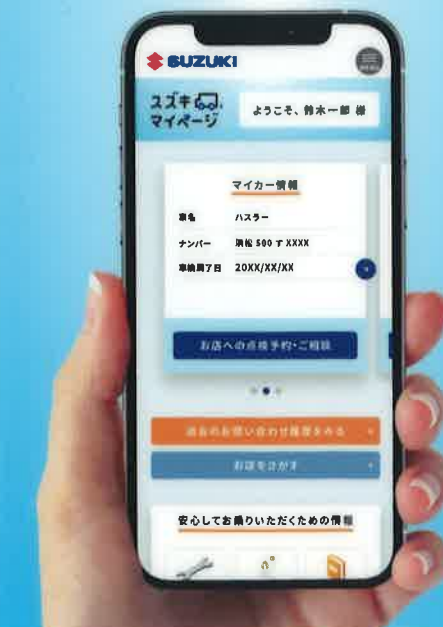 SUZUKI
スズキ
マイページ
ようこそ、鈴木一郎 様
マイカー情報
車名 ハスラー
ナンバー 浜松 500 す XXXX
車検満了日 20XX/XX/XX
お店への点検予約・ご相談
過去のお問い合わせ履歴をみる
お店をさがす
安心してお乗りいただくための情報